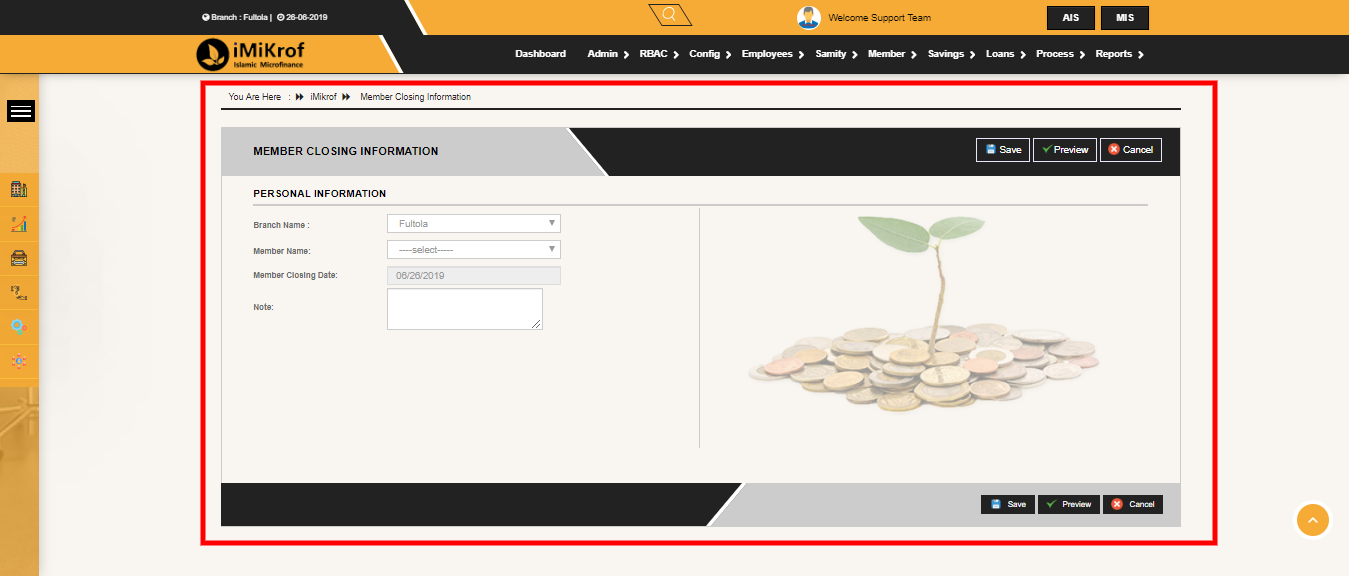 Branch : Fultola | 26-06-2019
Welcome Support Team
AIS
MIS
iMiKrof
Islamic Microfinance
Dashboard Admin RBAC Config Employees Samity Member Savings Loans Process Reports
You Are Here : iMikrof Member Closing Information
MEMBER CLOSING INFORMATION
Save Preview Cancel
PERSONAL INFORMATION
Branch Name : Fultola
Member Name: ----select-----
Member Closing Date: 06/26/2019
Note:
Save Preview Cancel